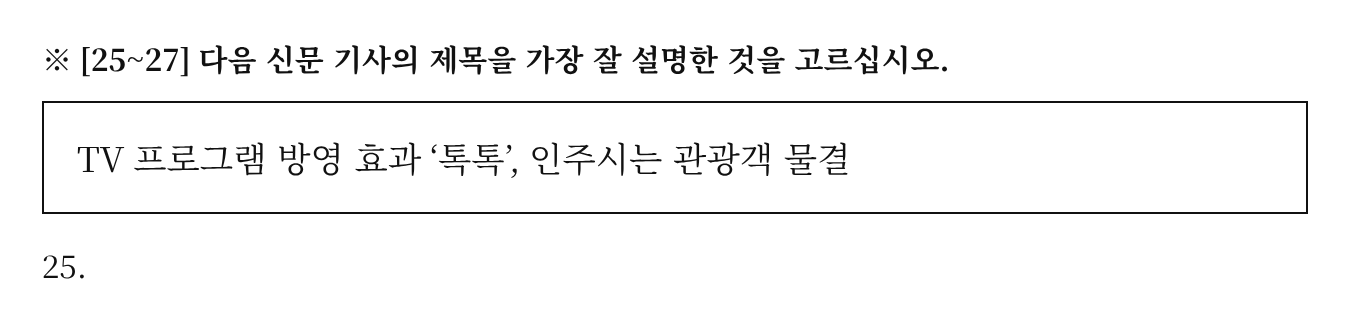 ※ [25~27] 다음 신문 기사의 제목을 가장 잘 설명한 것을 고르십시오.
TV 프로그램 방영 효과 ‘톡톡’, 인주시는 관광객 물결
25.